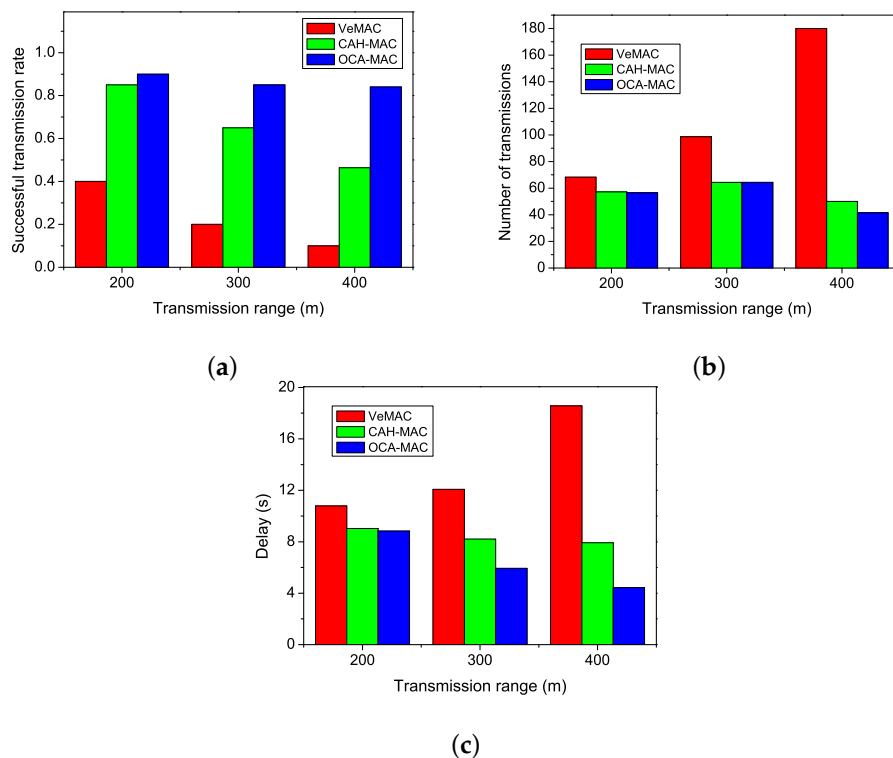 VeMAC
CAH-MAC
OCA-MAC
1.0
0.8
0.6
0.4
0.2
0.0
Successful transmission rate
200 300 400
Transmission range (m)
(a)
VeMAC
CAH-MAC
OCA-MAC
180
160
140
120
100
80
60
40
20
0
Number of transmissions
200 300 400
Transmission range (m)
(b)
VeMAC
CAH-MAC
OCA-MAC
20
16
12
8
4
0
Delay (s)
200 300 400
Transmission range (m)
(c)